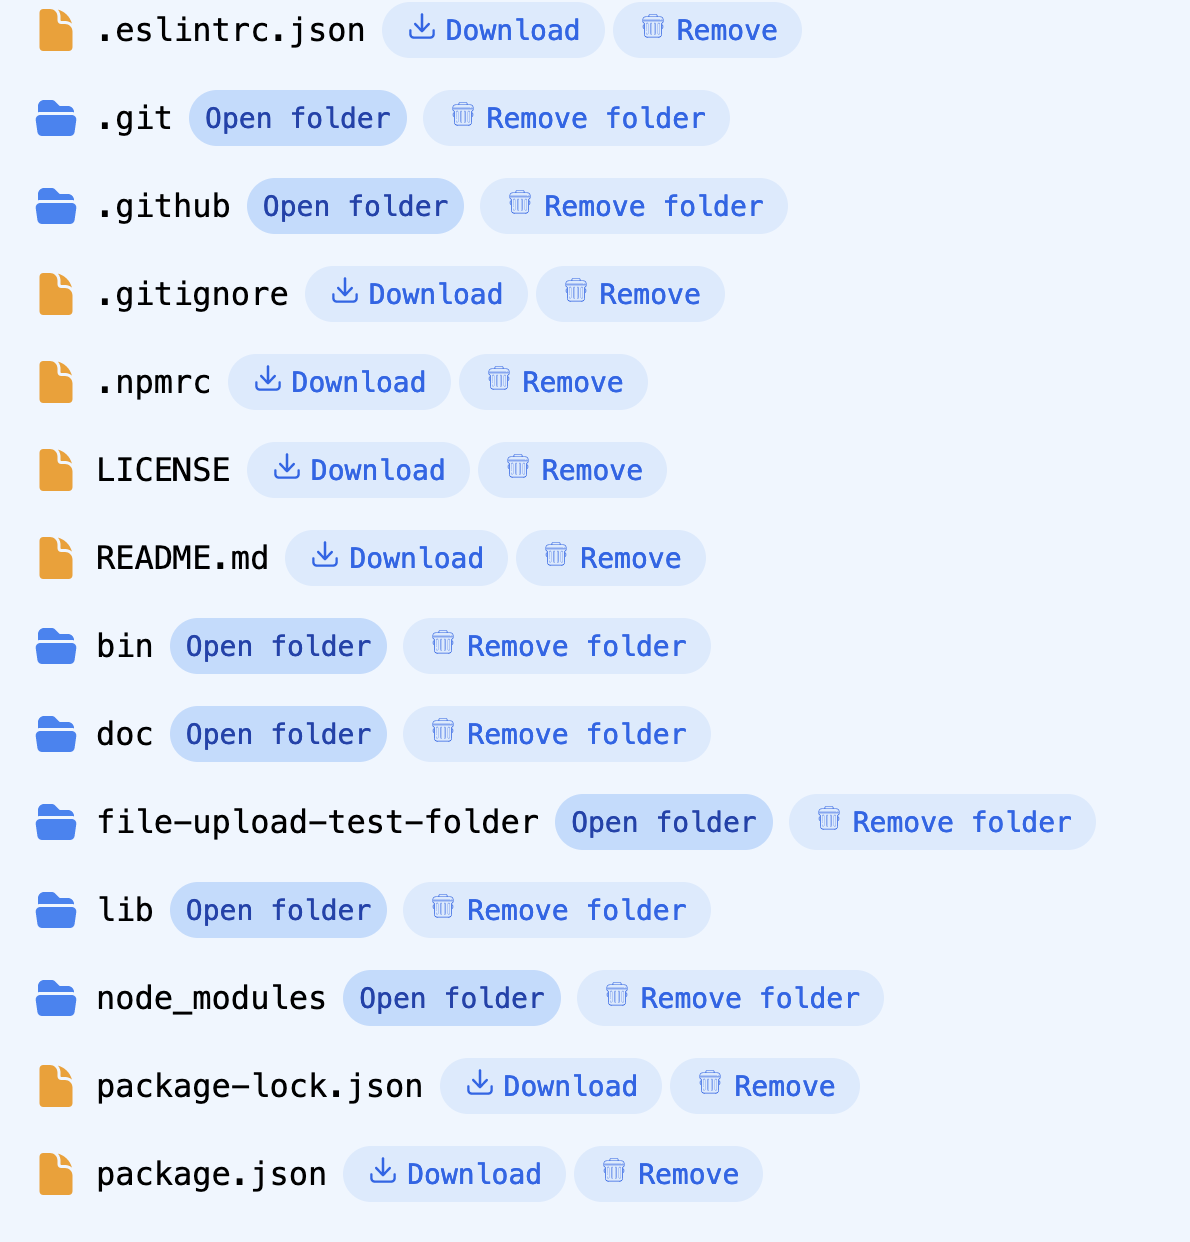 .eslintrc.json Download Remove
.git Open folder Remove folder
.github Open folder Remove folder
.gitignore Download Remove
.npmrc Download Remove
LICENSE Download Remove
README.md Download Remove
bin Open folder Remove folder
doc Open folder Remove folder
file-upload-test-folder Open folder Remove folder
lib Open folder Remove folder
node_modules Open folder Remove folder
package-lock.json Download Remove
package.json Download Remove